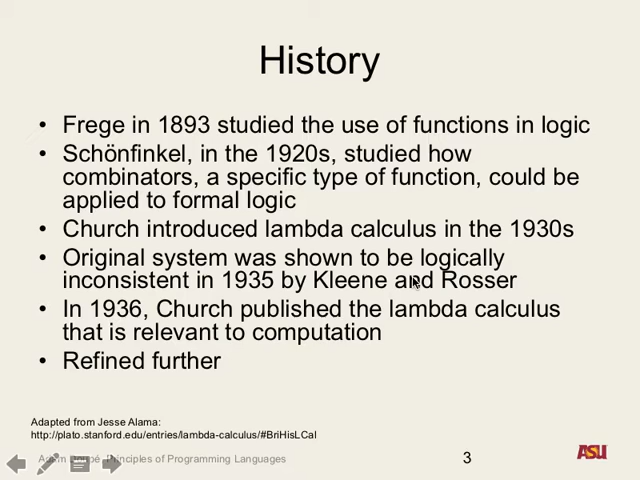 History
• Frege in 1893 studied the use of functions in logic
• Schönfinkel, in the 1920s, studied how
combinators, a specific type of function, could be
applied to formal logic
• Church introduced lambda calculus in the 1930s
• Original system was shown to be logically
inconsistent in 1935 by Kleene and Rosser
• In 1936, Church published the lambda calculus
that is relevant to computation
• Refined further
Adapted from Jesse Alama:
http://plato.stanford.edu/entries/lambda-calculus/#BriHisLCal
Principles of Programming Languages
3
ASU